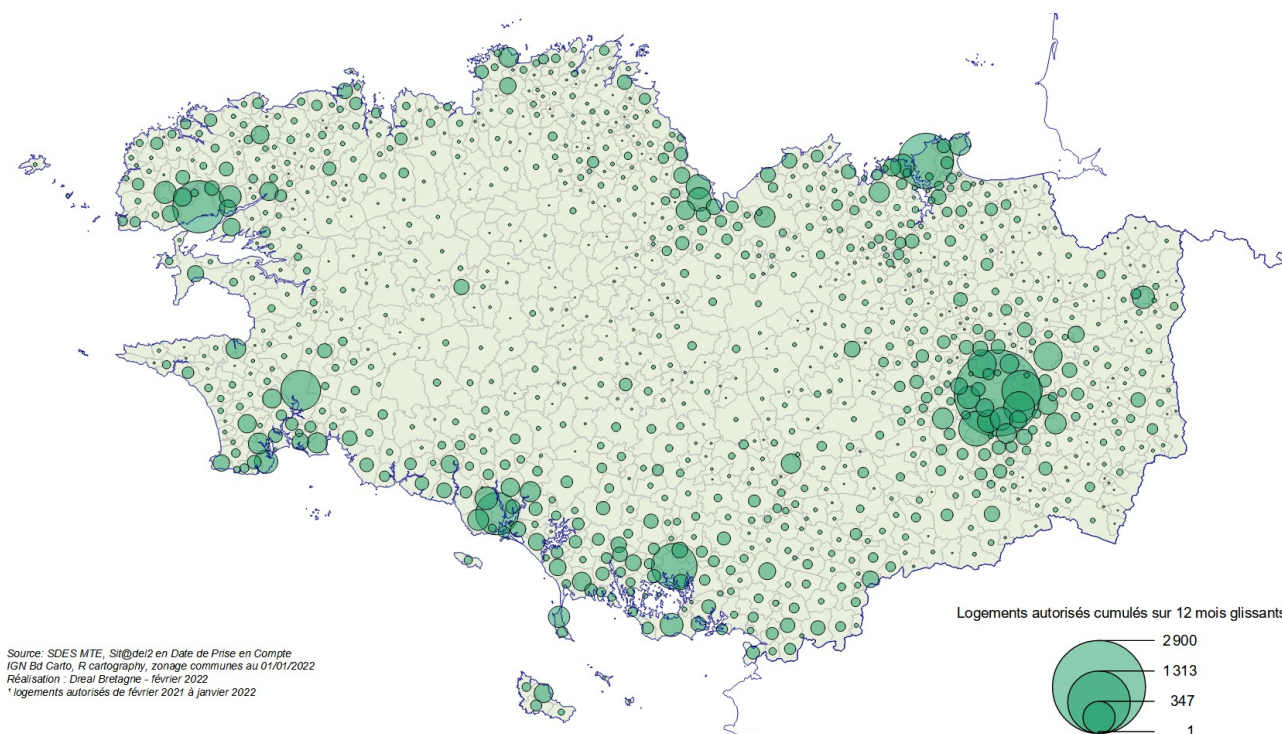 Logements autorisés cumulés sur 12 mois glissants
2 900
1 313
347
1
Source: SDES MTE, Sit@del2 en Date de Prise en Compte
IGN Bd Carto, R cartography, zonage communes au 01/01/2022
Réalisation : Dreal Bretagne - février 2022
¹ logements autorisés de février 2021 à janvier 2022